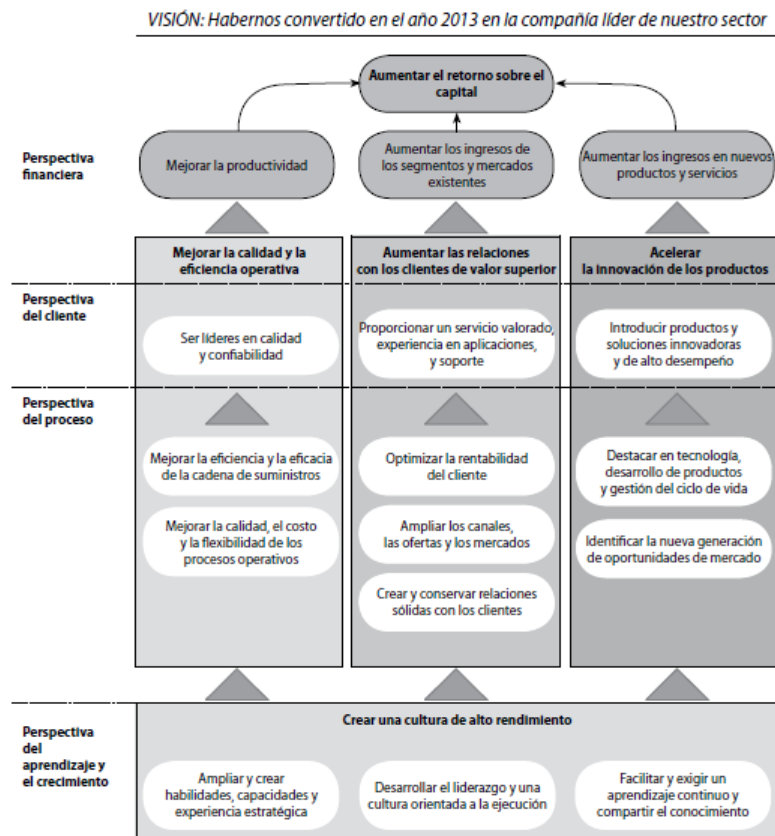 VISIÓN: Habernos convertido en el año 2013 en la compañía líder de nuestro sector
Aumentar el retorno sobre el
capital
Perspectiva
financiera
Mejorar la productividad
Aumentar los ingresos de
los segmentos y mercados
existentes
Aumentar los ingresos en nuevos
productos y servicios
Mejorar la calidad y la
eficiencia operativa
Aumentar las relaciones
con los clientes de valor superior
Acelerar
la innovación de los productos
Perspectiva
del cliente
Ser líderes en calidad
y confiabilidad
Proporcionar un servicio valorado,
experiencia en aplicaciones,
y soporte
Introducir productos y
soluciones innovadoras
y de alto desempeño
Perspectiva
del proceso
Mejorar la eficiencia y la eficacia
de la cadena de suministros
Optimizar la rentabilidad
del cliente
Destacar en tecnología,
desarrollo de productos
y gestión del ciclo de vida
Mejorar la calidad, el costo
y la flexibilidad de los
procesos operativos
Ampliar los canales,
las ofertas y los mercados
Identificar la nueva generación
de oportunidades de mercado
Crear y conservar relaciones
sólidas con los clientes
Perspectiva
del
aprendizaje y
el crecimiento
Crear una cultura de alto rendimiento
Ampliar y crear
habilidades, capacidades y
experiencia estratégica
Desarrollar el liderazgo y una
cultura orientada a la ejecución
Facilitar y exigir un
aprendizaje continuo y
compartir el conocimiento